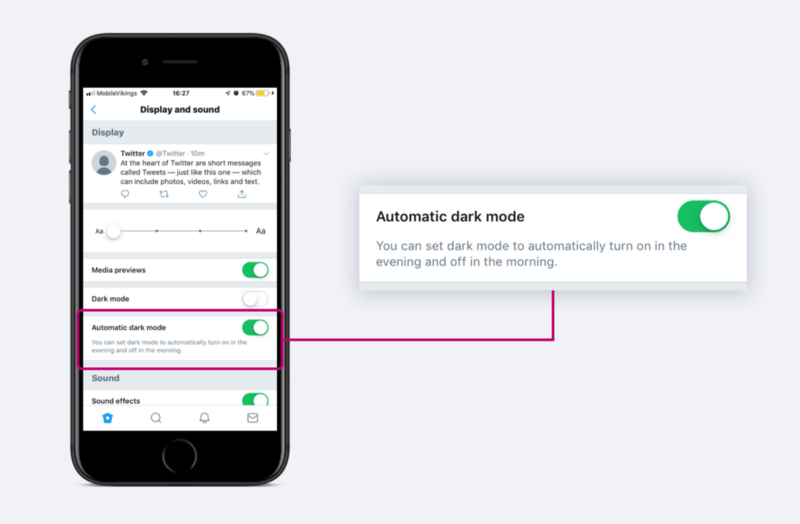 MobileVikings 16:27 67%
Display and sound
Display
Twitter @Twitter · 10m
At the heart of Twitter are short messages
called Tweets — just like this one — which
can include photos, videos, links and text.
Aa Aa
Media previews
Dark mode
Automatic dark mode
You can set dark mode to automatically turn on in the
evening and off in the morning.
Sound
Sound effects
Automatic dark mode
You can set dark mode to automatically turn on in the
evening and off in the morning.